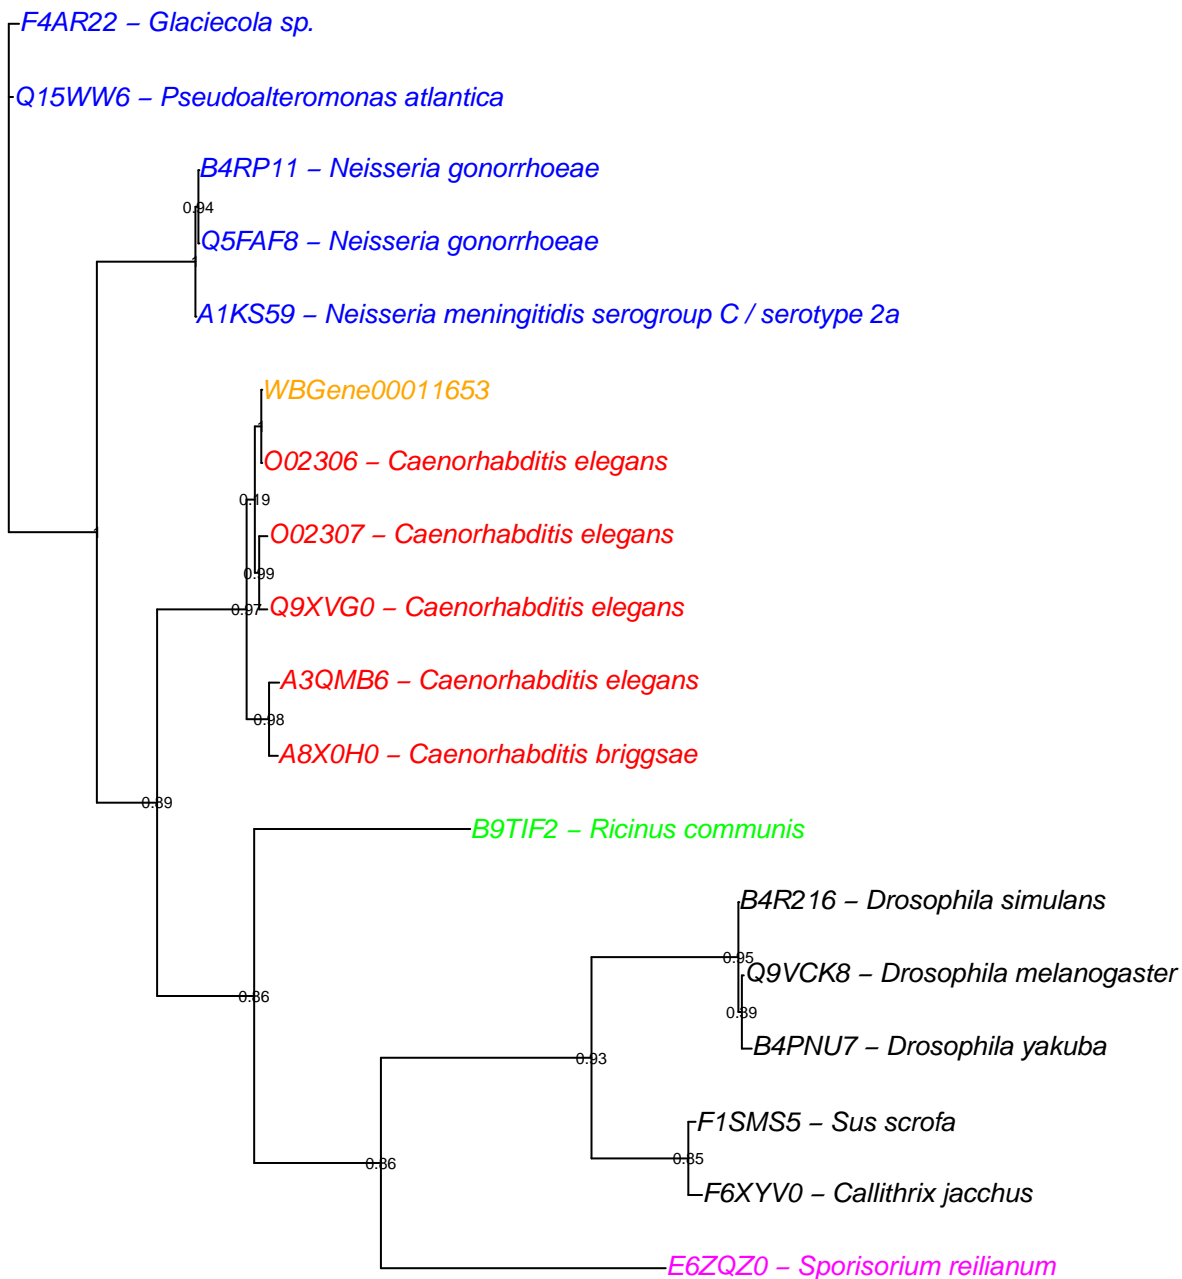 F4AR22 – Glaciecola sp.
Q15WW6 – Pseudoalteromonas atlantica
B4RP11 – Neisseria gonorrhoeae
0.94
Q5FAF8 – Neisseria gonorrhoeae
1
A1KS59 – Neisseria meningitidis serogroup C / serotype 2a
WBGene00011653
1
O02306 – Caenorhabditis elegans
0.19
1
O02307 – Caenorhabditis elegans
0.99
Q9XVG0 – Caenorhabditis elegans
0.97
A3QMB6 – Caenorhabditis elegans
0.98
A8X0H0 – Caenorhabditis briggsae
0.89
B9TIF2 – Ricinus communis
B4R216 – Drosophila simulans
0.95
Q9VCK8 – Drosophila melanogaster
0.86
0.89
B4PNU7 – Drosophila yakuba
0.93
F1SMS5 – Sus scrofa
0.85
0.86
F6XYV0 – Callithrix jacchus
E6ZQZ0 – Sporisorium reilianum